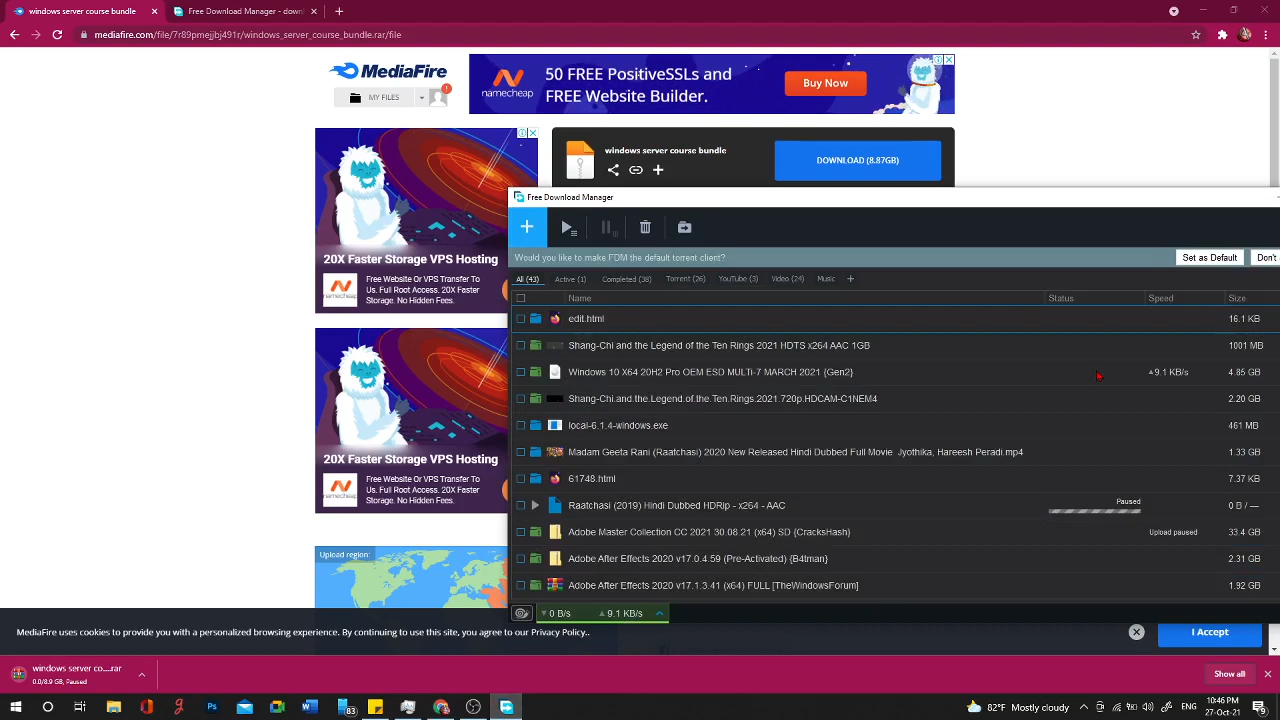 windows server course bundle
Download Manager - down
mediafire.com/file/7r89pmejjbj491r/windows_server_course_bundle.rar/file
MediaFire
MY FILES
!
namecheap
50 FREE PositiveSSLs and
FREE Website Builder.
Buy Now
windows server course bundle
DOWNLOAD (8.87GB)
20X Faster Storage VPS Hosting
namecheap
Free Website Or VPS Transfer To
Us. Full Root Access. 20X Faster
Storage. No Hidden Fees.
20X Faster Storage VPS Hosting
namecheap
Free Website Or VPS Transfer To
Us. Full Root Access. 20X Faster
Storage. No Hidden Fees.
Upload region:
Free Download Manager
Would you like to make FDM the default torrent client?
Set as Default
Don't
All (43) Active (1) Completed (38) Torrent (26) YouTube (3) Video (24) Music
Name Status Speed Size
edit.html 16.1 KB
Shang-Chi and the Legend of the Ten Rings 2021 HDTS x264 AAC 1GB 1001 MB
Windows 10 X64 20H2 Pro OEM ESD MULTi-7 MARCH 2021 {Gen2} 9.1 KB/s 4.85 GB
Shang-Chi.and.the.Legend.of.the.Ten.Rings.2021.720p.HDCAM-C1NEM4 2.20 GB
local-6.1.4-windows.exe 461 MB
Madam Geeta Rani (Raatchasi) 2020 New Released Hindi Dubbed Full Movie Jyothika, Hareesh Peradi.mp4 1.33 GB
61748.html 7.37 KB
Raatchasi (2019) Hindi Dubbed HDRip - x264 - AAC Paused 0 B / —
Adobe Master Collection CC 2021 30.08.21 (x64) SD {CracksHash} Upload paused 33.4 GB
Adobe After Effects 2020 v17.0.4.59 (Pre-Activated) {B4tman} 2.31 GB
Adobe After Effects 2020 v17.1.3.41 (x64) FULL [TheWindowsForum] 1.92 GB
0 B/s 9.1 KB/s
MediaFire uses cookies to provide you with a personalized browsing experience. By continuing to use this site, you agree to our Privacy Policy..
I Accept
windows server co....rar
0.0/8.9 GB, Paused
Show all
83
82°F Mostly cloudy
ENG
10:46 PM
27-Oct-21